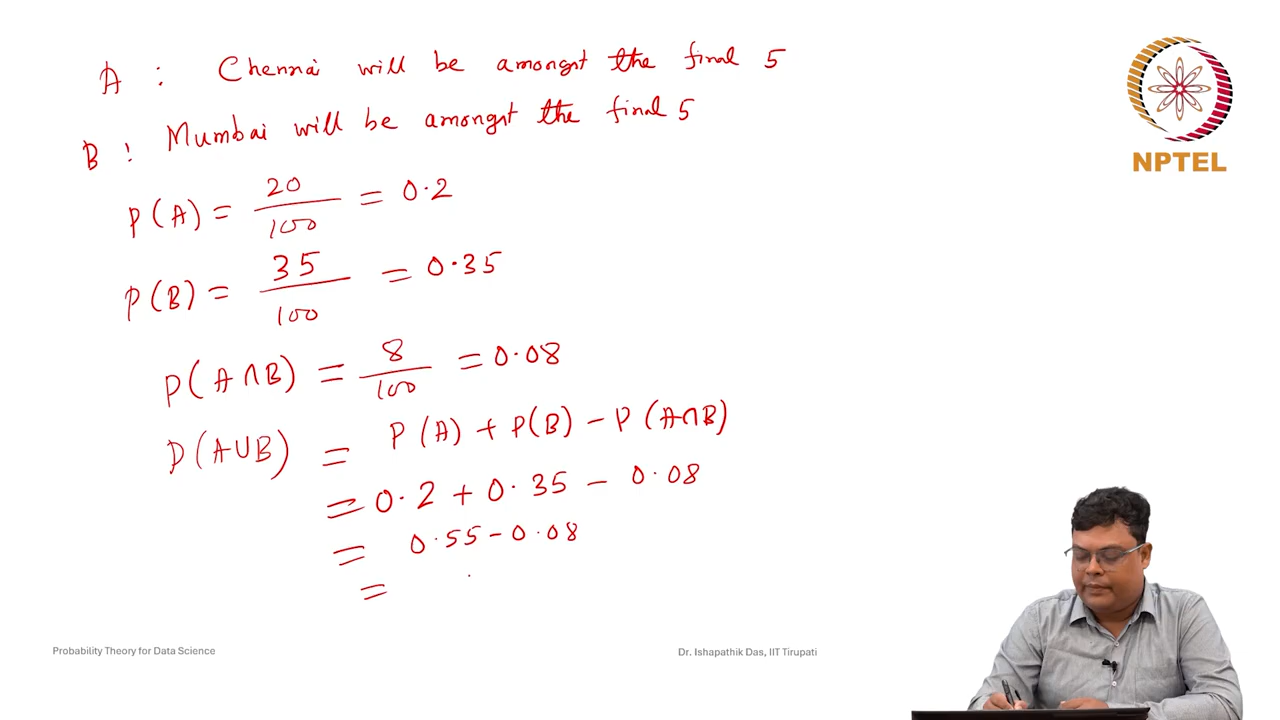 A : Chennai will be amongst the final 5
B : Mumbai will be amongst the final 5
P(A) = 20/100 = 0.2
P(B) = 35/100 = 0.35
P(A∩B) = 8/100 = 0.08
P(A∪B) = P(A) + P(B) - P(A∩B)
= 0.2 + 0.35 - 0.08
= 0.55 - 0.08
=
NPTEL
Probability Theory for Data Science
Dr. Ishapathik Das, IIT Tirupati